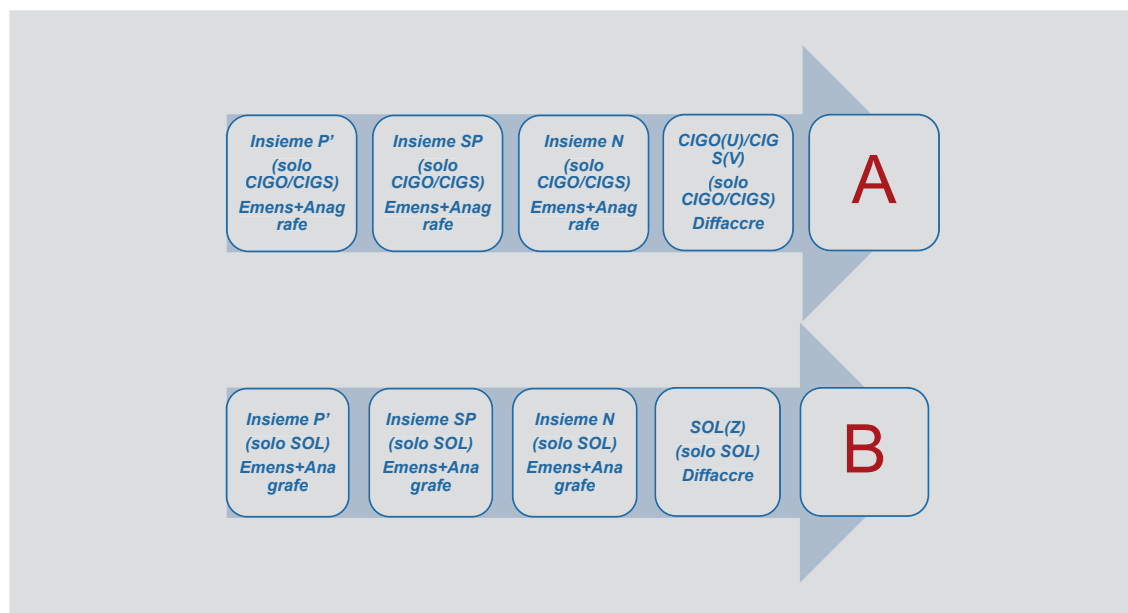 Insieme P’
(solo
CIGO/CIGS)
Emens+Anag
rafe
Insieme SP
(solo
CIGO/CIGS)
Emens+Anag
rafe
Insieme N
(solo
CIGO/CIGS)
Emens+Anag
rafe
CIGO(U)/CIG
S(V)
(solo
CIGO/CIGS)
Diffaccre
A
Insieme P’
(solo SOL)
Emens+Ana
grafe
Insieme SP
(solo SOL)
Emens+Ana
grafe
Insieme N
(solo SOL)
Emens+Ana
grafe
SOL(Z)
(solo SOL)
Diffaccre
B